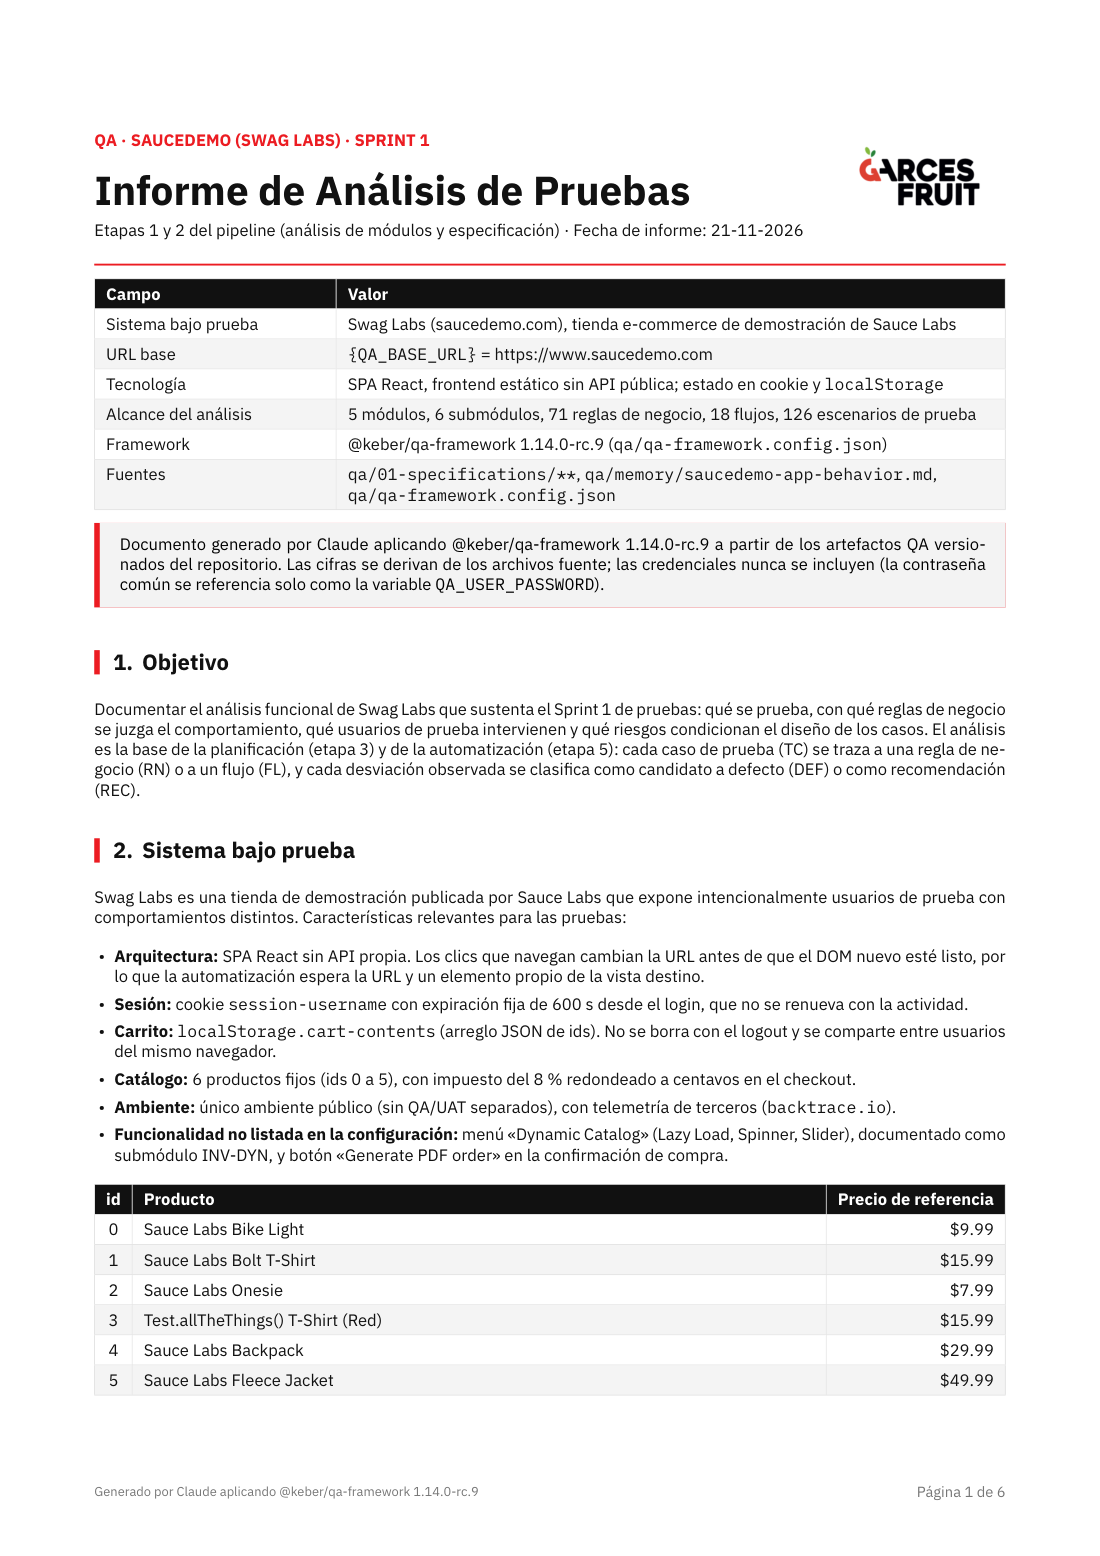 QA · SAUCEDEMO (SWAG LABS) · SPRINT 1
Informe de Análisis de Pruebas
GARCES
FRUIT
Etapas 1 y 2 del pipeline (análisis de módulos y especificación) · Fecha de informe: 21-11-2026
Campo Valor
Sistema bajo prueba Swag Labs (saucedemo.com), tienda e-commerce de demostración de Sauce Labs
URL base {QA_BASE_URL} = https://www.saucedemo.com
Tecnología SPA React, frontend estático sin API pública; estado en cookie y localStorage
Alcance del análisis 5 módulos, 6 submódulos, 71 reglas de negocio, 18 flujos, 126 escenarios de prueba
Framework @keber/qa-framework 1.14.0-rc.9 (qa/qa-framework.config.json)
Fuentes qa/01-specifications/**, qa/memory/saucedemo-app-behavior.md,
qa/qa-framework.config.json
Documento generado por Claude aplicando @keber/qa-framework 1.14.0-rc.9 a partir de los artefactos QA versio-
nados del repositorio. Las cifras se derivan de los archivos fuente; las credenciales nunca se incluyen (la contraseña
común se referencia solo como la variable QA_USER_PASSWORD).
1. Objetivo
Documentar el análisis funcional de Swag Labs que sustenta el Sprint 1 de pruebas: qué se prueba, con qué reglas de negocio
se juzga el comportamiento, qué usuarios de prueba intervienen y qué riesgos condicionan el diseño de los casos. El análisis
es la base de la planificación (etapa 3) y de la automatización (etapa 5): cada caso de prueba (TC) se traza a una regla de ne-
gocio (RN) o a un flujo (FL), y cada desviación observada se clasifica como candidato a defecto (DEF) o como recomendación
(REC).
2. Sistema bajo prueba
Swag Labs es una tienda de demostración publicada por Sauce Labs que expone intencionalmente usuarios de prueba con
comportamientos distintos. Características relevantes para las pruebas:
• Arquitectura: SPA React sin API propia. Los clics que navegan cambian la URL antes de que el DOM nuevo esté listo, por
lo que la automatización espera la URL y un elemento propio de la vista destino.
• Sesión: cookie session-username con expiración fija de 600 s desde el login, que no se renueva con la actividad.
• Carrito: localStorage.cart-contents (arreglo JSON de ids). No se borra con el logout y se comparte entre usuarios
del mismo navegador.
• Catálogo: 6 productos fijos (ids 0 a 5), con impuesto del 8 % redondeado a centavos en el checkout.
• Ambiente: único ambiente público (sin QA/UAT separados), con telemetría de terceros (backtrace.io).
• Funcionalidad no listada en la configuración: menú «Dynamic Catalog» (Lazy Load, Spinner, Slider), documentado como
submódulo INV-DYN, y botón «Generate PDF order» en la confirmación de compra.
id Producto Precio de referencia
0 Sauce Labs Bike Light $9.99
1 Sauce Labs Bolt T-Shirt $15.99
2 Sauce Labs Onesie $7.99
3 Test.allTheThings() T-Shirt (Red) $15.99
4 Sauce Labs Backpack $29.99
5 Sauce Labs Fleece Jacket $49.99
Generado por Claude aplicando @keber/qa-framework 1.14.0-rc.9
Página 1 de 6